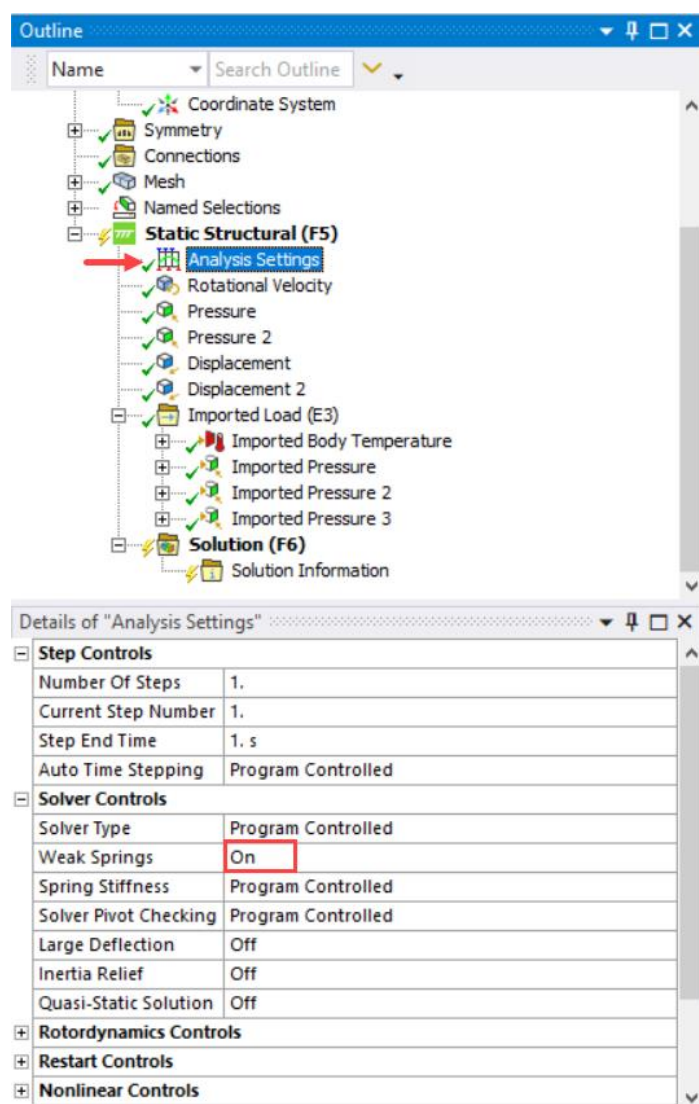 Outline
Name Search Outline
Coordinate System
Symmetry
Connections
Mesh
Named Selections
Static Structural (F5)
Analysis Settings
Rotational Velocity
Pressure
Pressure 2
Displacement
Displacement 2
Imported Load (E3)
Imported Body Temperature
Imported Pressure
Imported Pressure 2
Imported Pressure 3
Solution (F6)
Solution Information
Details of "Analysis Settings"
Step Controls
Number Of Steps 1.
Current Step Number 1.
Step End Time 1. s
Auto Time Stepping Program Controlled
Solver Controls
Solver Type Program Controlled
Weak Springs On
Spring Stiffness Program Controlled
Solver Pivot Checking Program Controlled
Large Deflection Off
Inertia Relief Off
Quasi-Static Solution Off
Rotordynamics Controls
Restart Controls
Nonlinear Controls